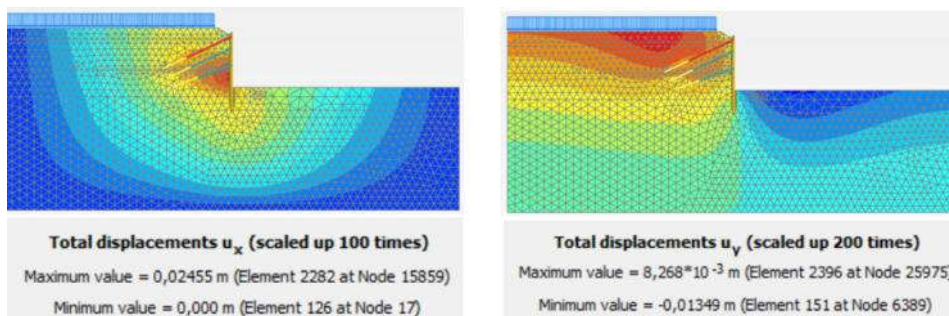 Total displacements uₓ (scaled up 100 times)
Maximum value = 0,02455 m (Element 2282 at Node 15859)
Minimum value = 0,000 m (Element 126 at Node 17)
Total displacements uᵧ (scaled up 200 times)
Maximum value = 8,268*10⁻³ m (Element 2396 at Node 25975)
Minimum value = -0,01349 m (Element 151 at Node 6389)